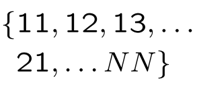 {11, 12, 13, ...
21, ... NN}